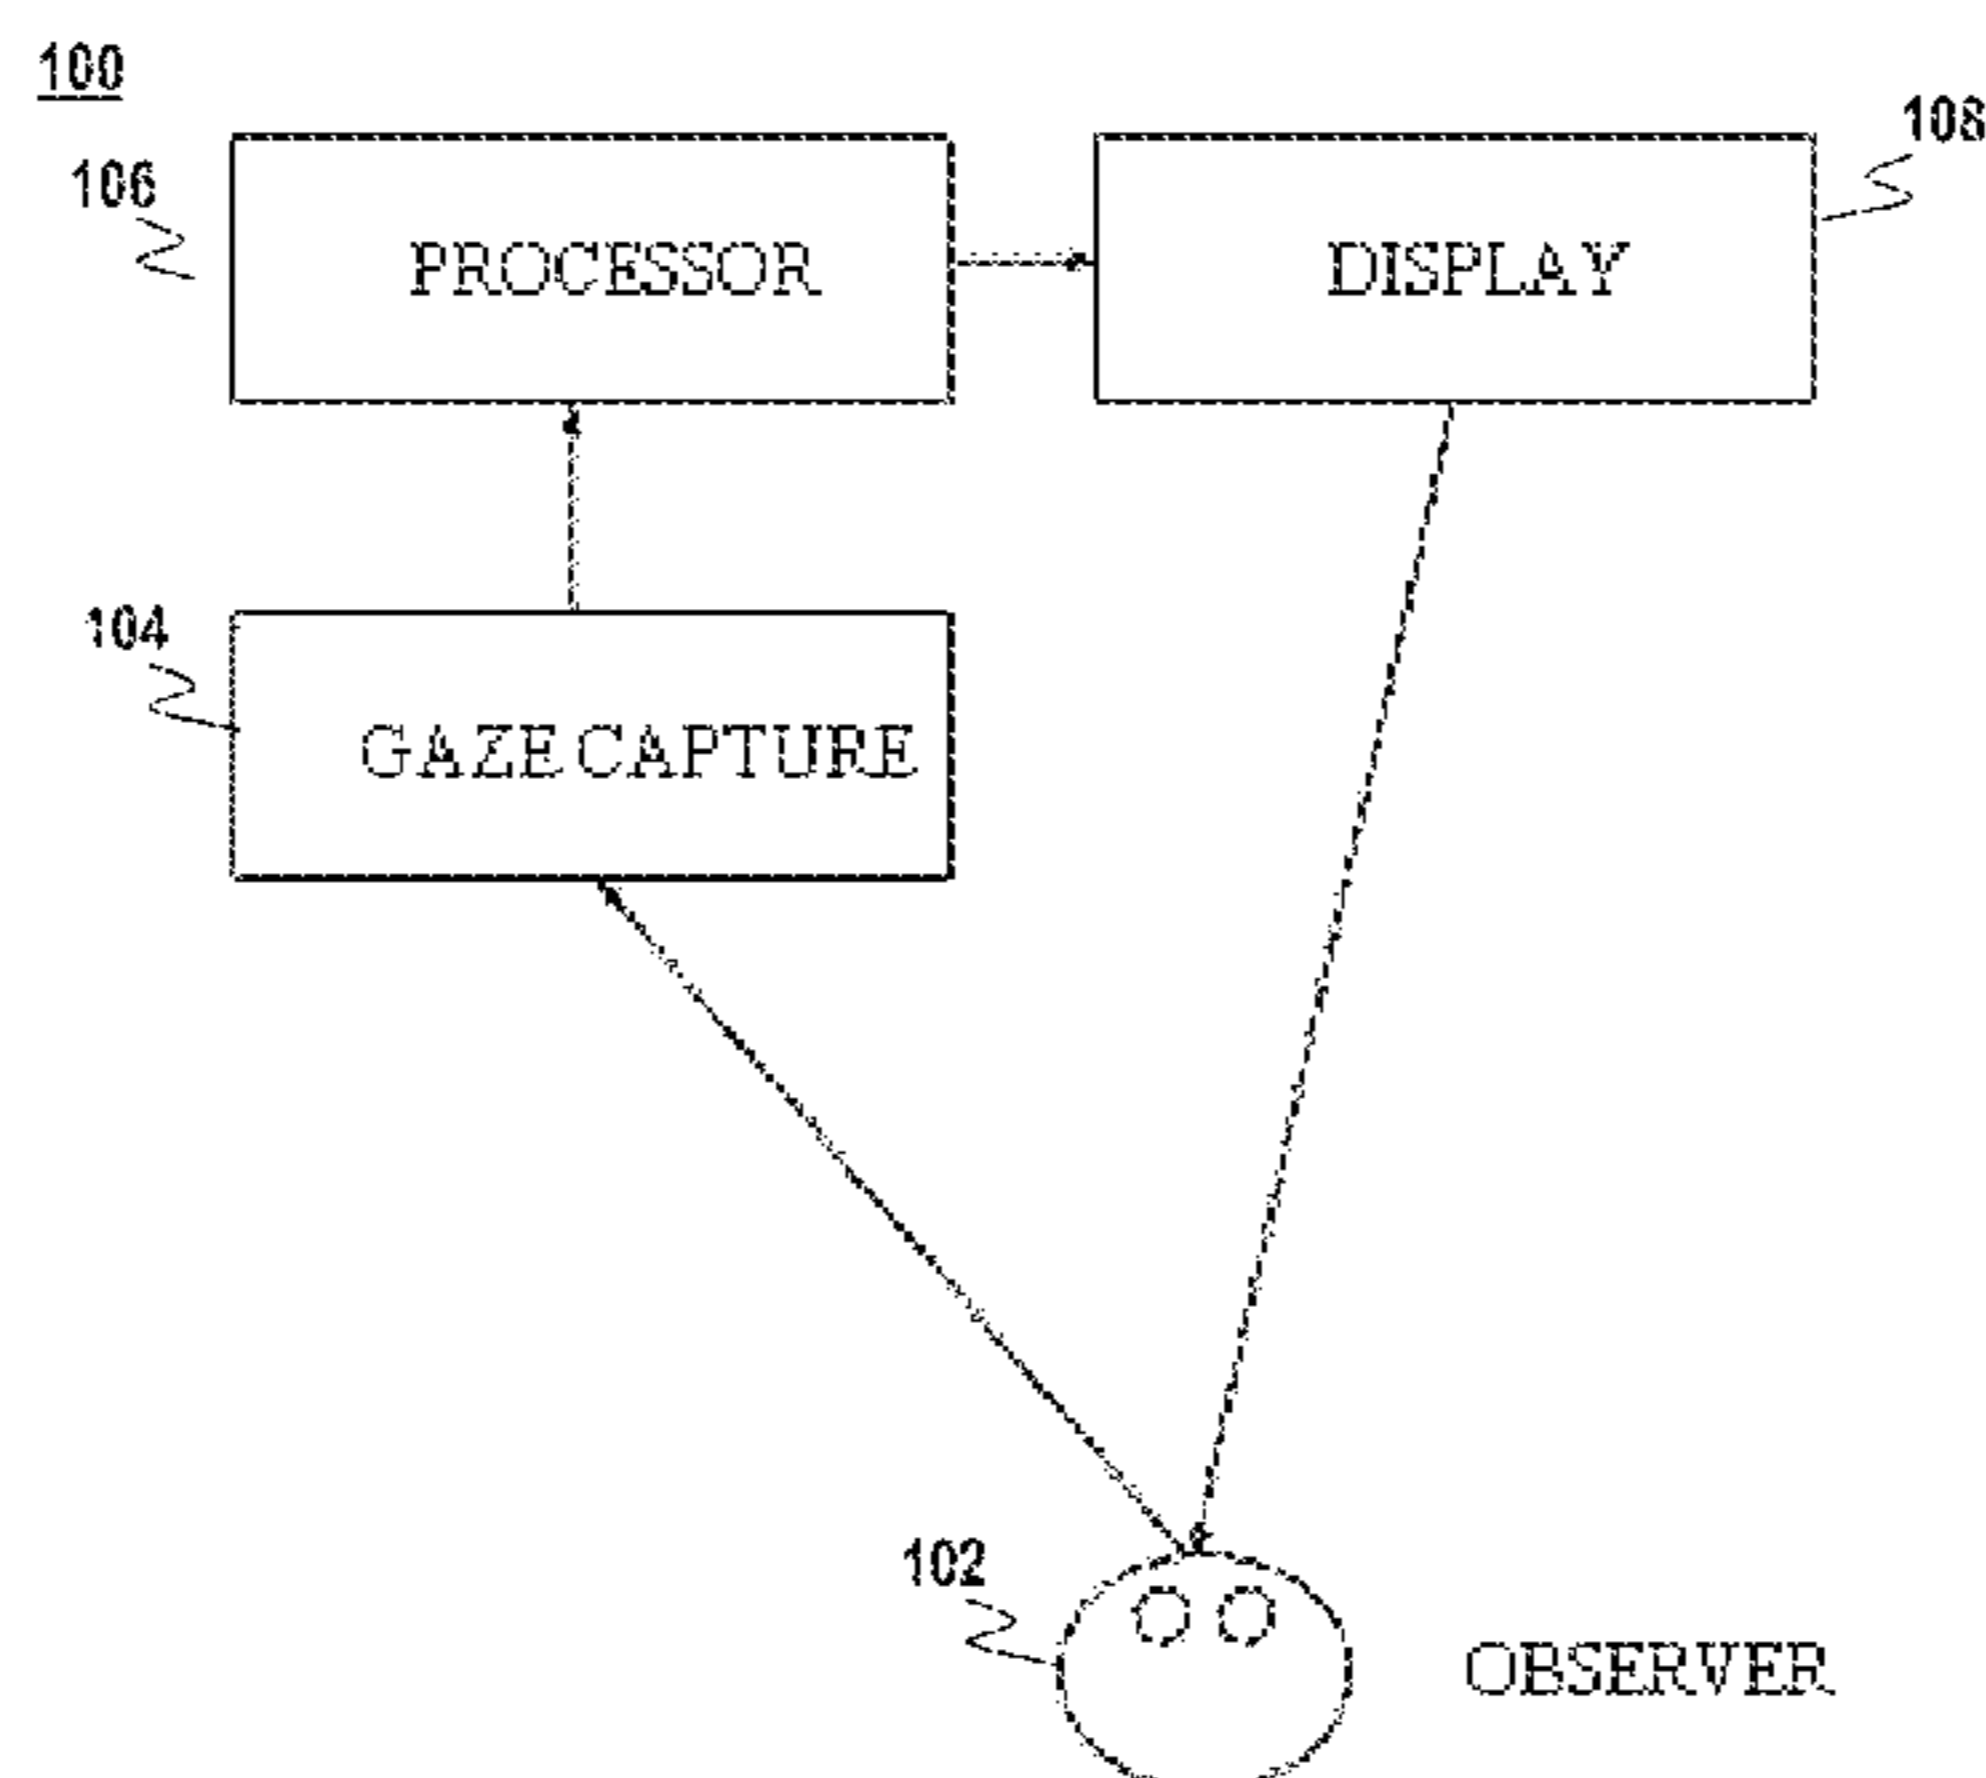 100
108
106
PROCESSOR
DISPLAY
104
GAZE CAPTURE
102
OBSERVER